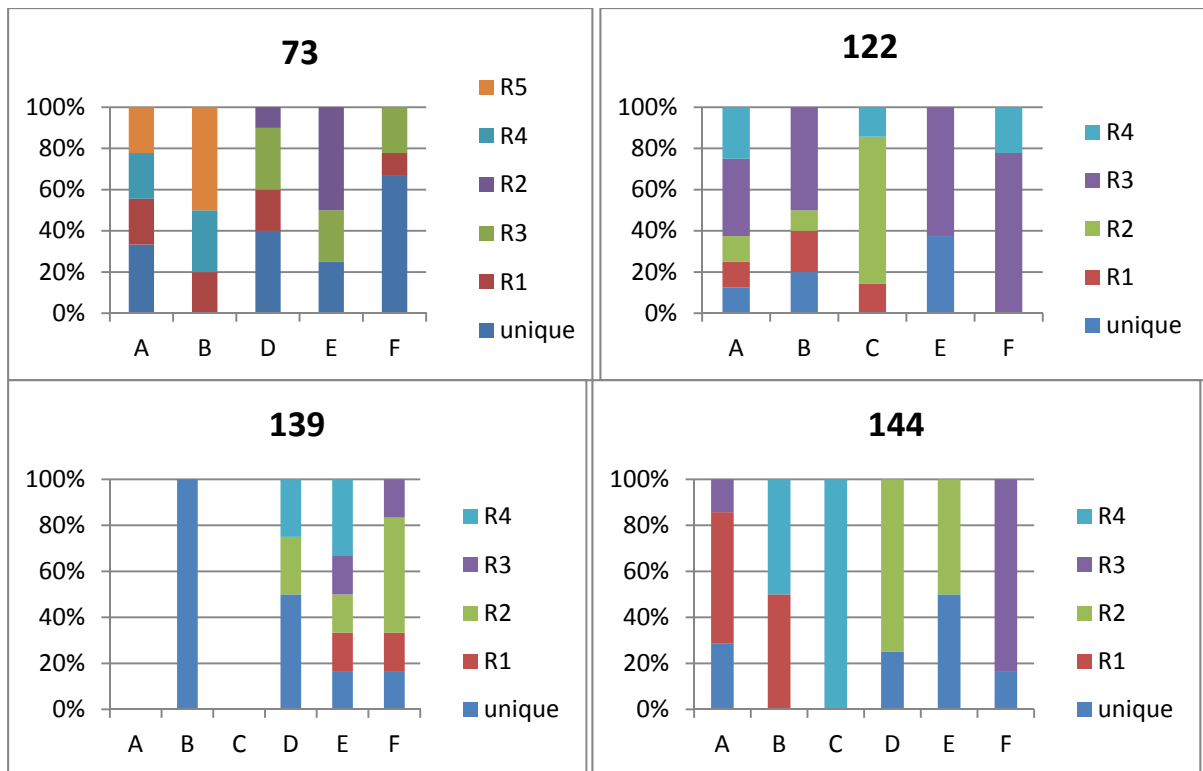 73
100%
80%
60%
40%
20%
0%
A B D E F
R5
R4
R2
R3
R1
unique
122
100%
80%
60%
40%
20%
0%
A B C E F
R4
R3
R2
R1
unique
139
100%
80%
60%
40%
20%
0%
A B C D E F
R4
R3
R2
R1
unique
144
100%
80%
60%
40%
20%
0%
A B C D E F
R4
R3
R2
R1
unique